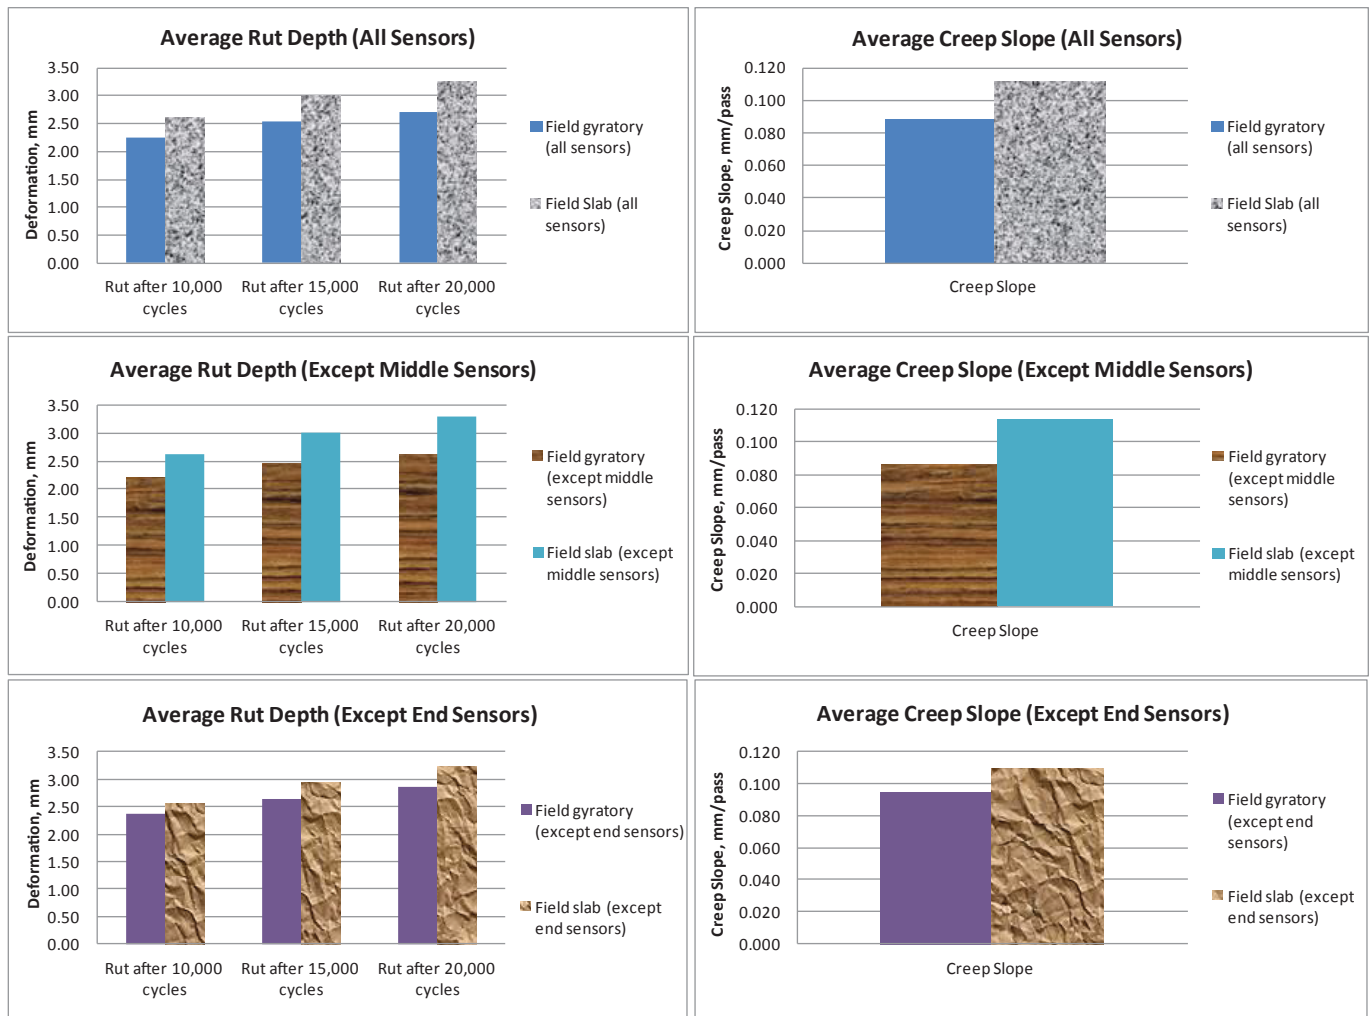 Average Rut Depth (All Sensors)
Deformation, mm
3.50
3.00
2.50
2.00
1.50
1.00
0.50
0.00
Rut after 10,000
cycles
Rut after 15,000
cycles
Rut after 20,000
cycles
Field gyratory
(all sensors)
Field Slab (all
sensors)
Average Creep Slope (All Sensors)
Creep Slope, mm/pass
0.120
0.100
0.080
0.060
0.040
0.020
0.000
Creep Slope
Field gyratory
(all sensors)
Field Slab (all
sensors)
Average Rut Depth (Except Middle Sensors)
Deformation, mm
3.50
3.00
2.50
2.00
1.50
1.00
0.50
0.00
Rut after 10,000
cycles
Rut after 15,000
cycles
Rut after 20,000
cycles
Field gyratory
(except middle
sensors)
Field slab (except
middle sensors)
Average Creep Slope (Except Middle Sensors)
Creep Slope, mm/pass
0.120
0.100
0.080
0.060
0.040
0.020
0.000
Creep Slope
Field gyratory
(except middle
sensors)
Field slab (except
middle sensors)
Average Rut Depth (Except End Sensors)
Deformation, mm
3.50
3.00
2.50
2.00
1.50
1.00
0.50
0.00
Rut after 10,000
cycles
Rut after 15,000
cycles
Rut after 20,000
cycles
Field gyratory
(except end sensors)
Field slab (except
end sensors)
Average Creep Slope (Except End Sensors)
Creep Slope, mm/pass
0.120
0.100
0.080
0.060
0.040
0.020
0.000
Creep Slope
Field gyratory
(except end
sensors)
Field slab (except
end sensors)